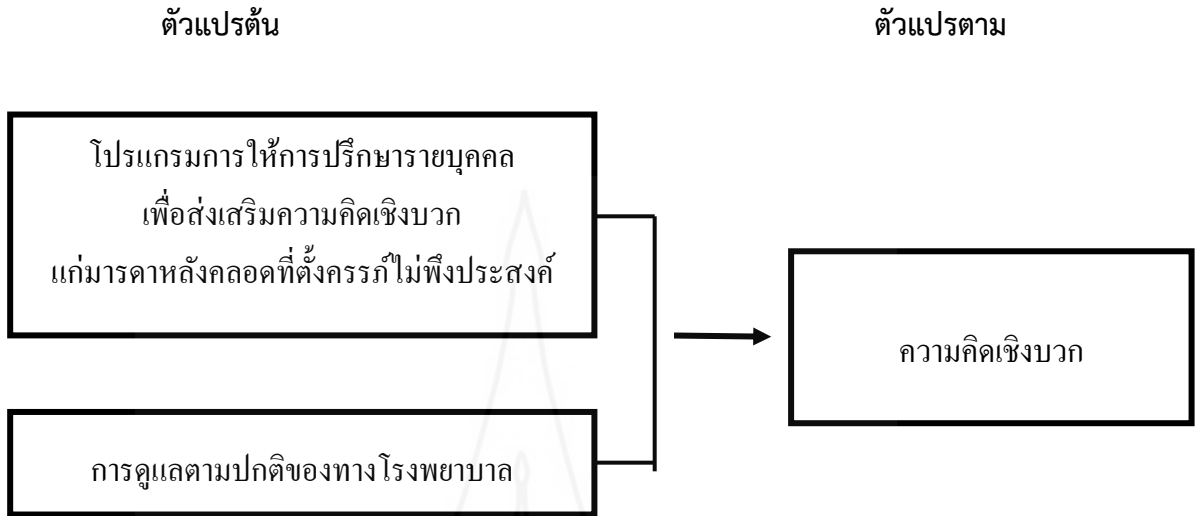 ตัวแปรต้น
ตัวแปรตาม
โปรแกรมการให้การปรึกษารายบุคคล
เพื่อส่งเสริมความคิดเชิงบวก
แก่มารดาหลังคลอดที่ตั้งครรภ์ไม่พึงประสงค์
ความคิดเชิงบวก
การดูแลตามปกติของทางโรงพยาบาล